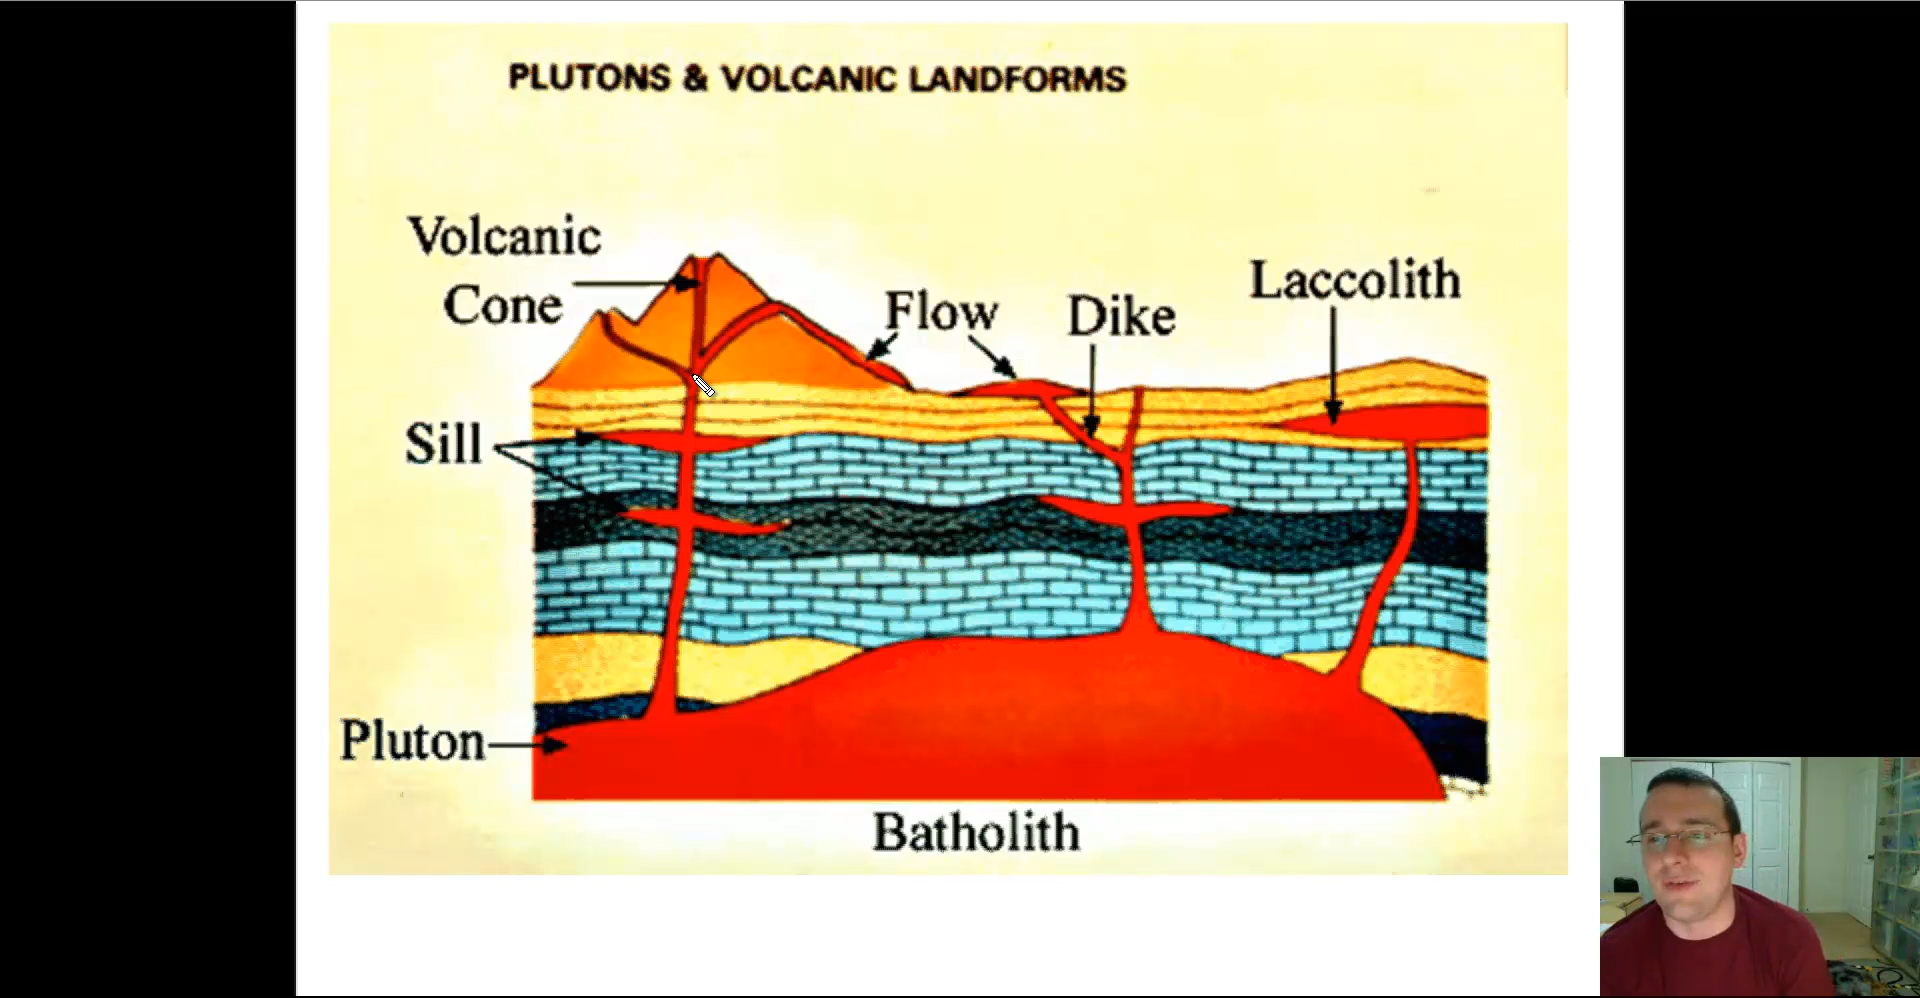 PLUTONS & VOLCANIC LANDFORMS
Volcanic
Cone
Flow
Dike
Laccolith
Sill
Pluton
Batholith